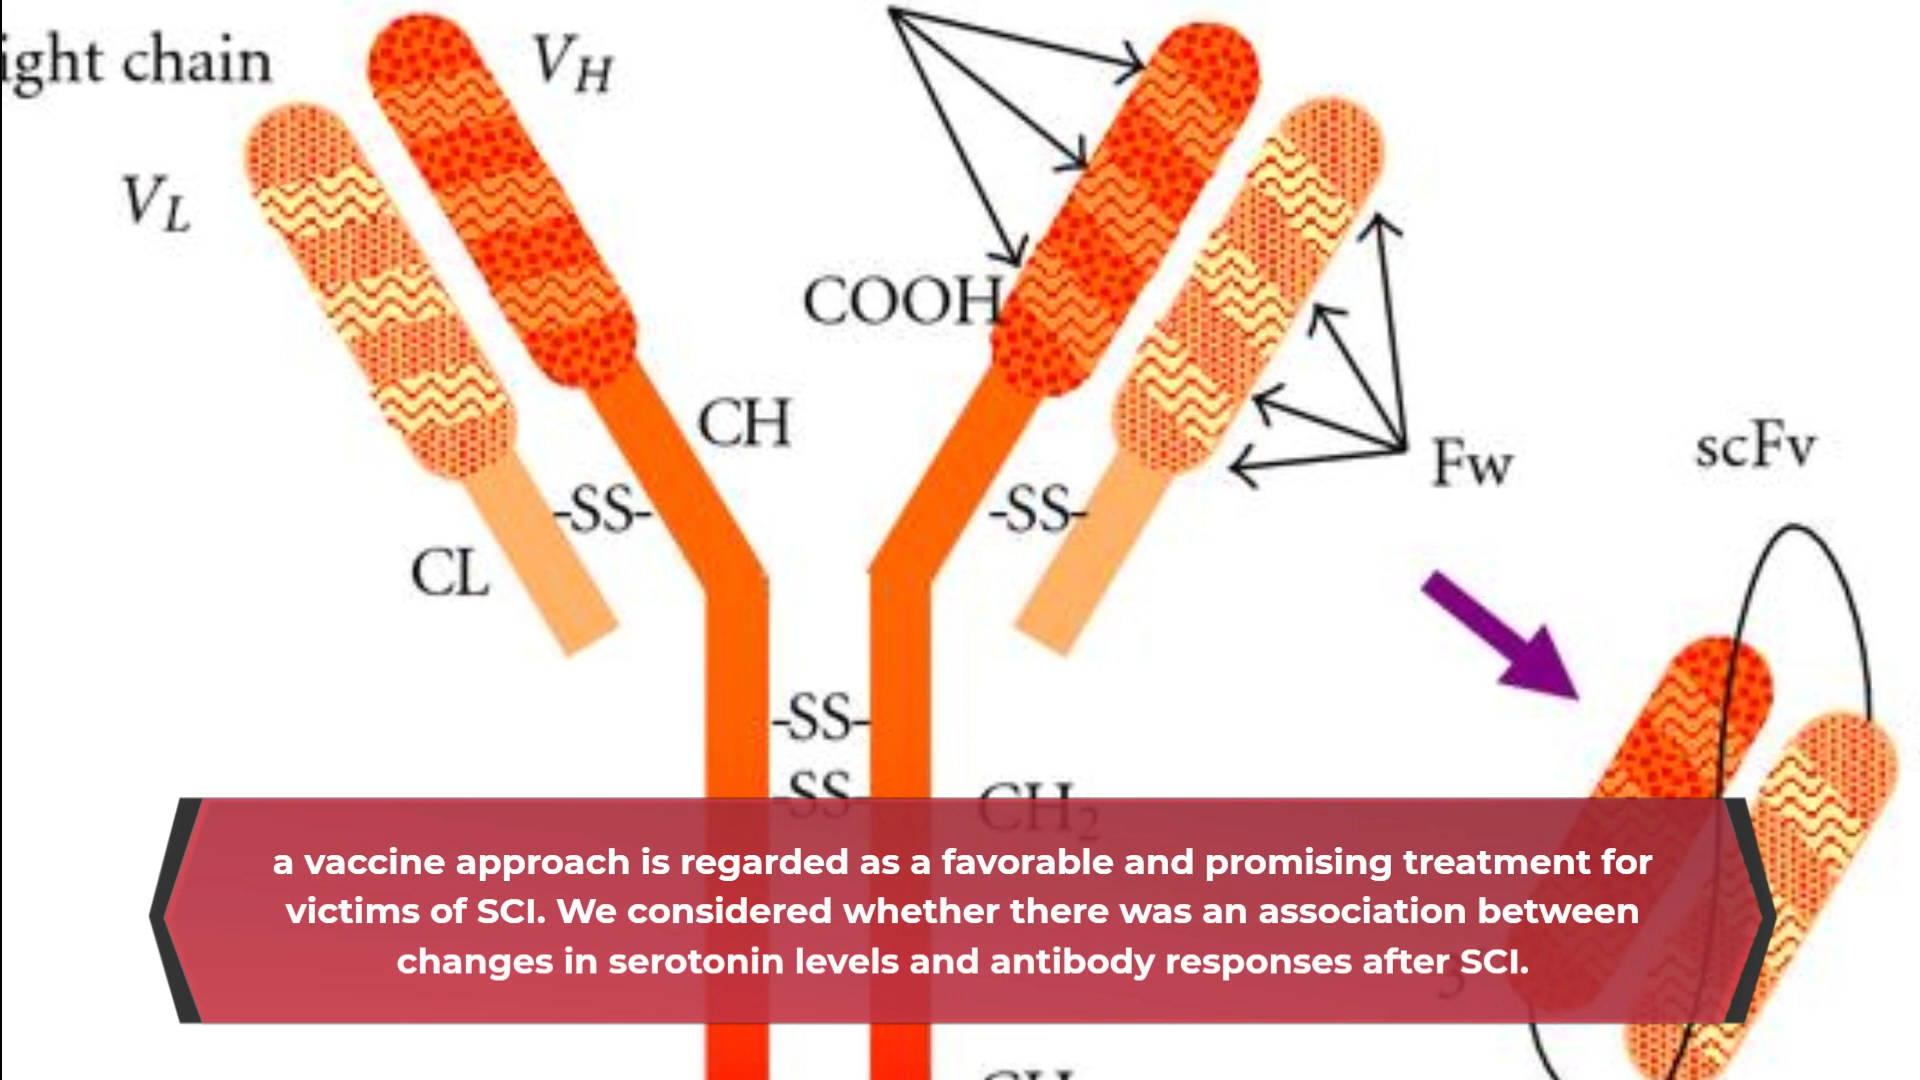 ight chain
VH
VL
COOH
CH
-SS-
-SS-
Fw
scFv
CL
-SS-
-SS-
CH2
a vaccine approach is regarded as a favorable and promising treatment for
victims of SCI. We considered whether there was an association between
changes in serotonin levels and antibody responses after SCI.